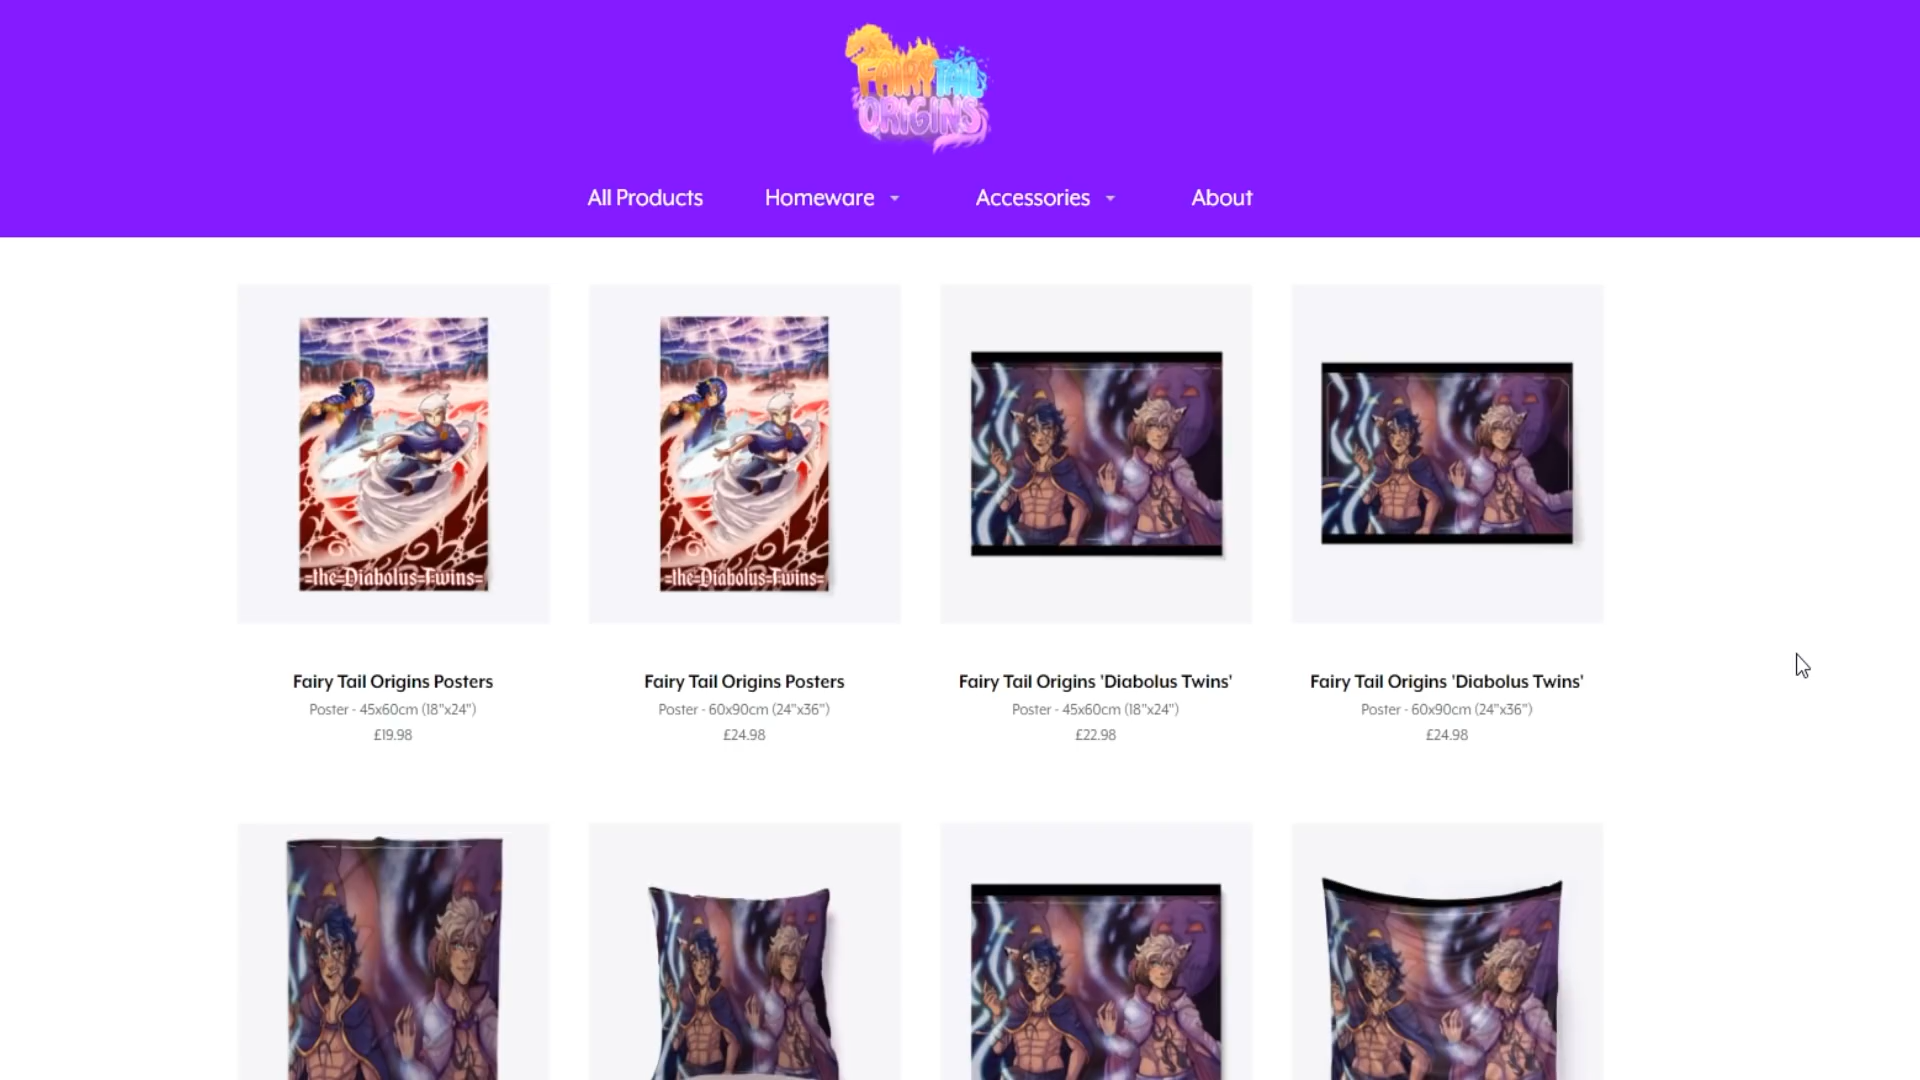 FAIRY TAIL
ORIGINS
All Products
Homeware
Accessories
About
=the=Diabolus=Twins=
=the=Diabolus=Twins=
Fairy Tail Origins Posters
Poster - 45x60cm (18"x24")
£19.98
Fairy Tail Origins Posters
Poster - 60x90cm (24"x36")
£24.98
Fairy Tail Origins 'Diabolus Twins'
Poster - 45x60cm (18"x24")
£22.98
Fairy Tail Origins 'Diabolus Twins'
Poster - 60x90cm (24"x36")
£24.98